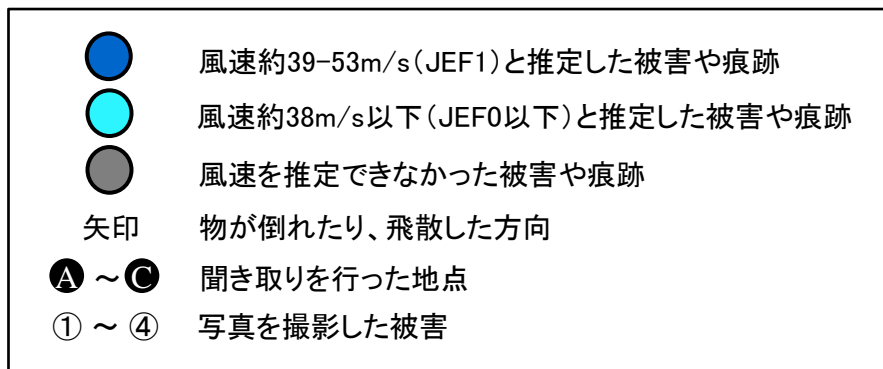 風速約39-53m/s(JEF1)と推定した被害や痕跡
風速約38m/s以下(JEF0以下)と推定した被害や痕跡
風速を推定できなかった被害や痕跡
矢印 物が倒れたり、飛散した方向
A ～ C 聞き取りを行った地点
① ～ ④ 写真を撮影した被害